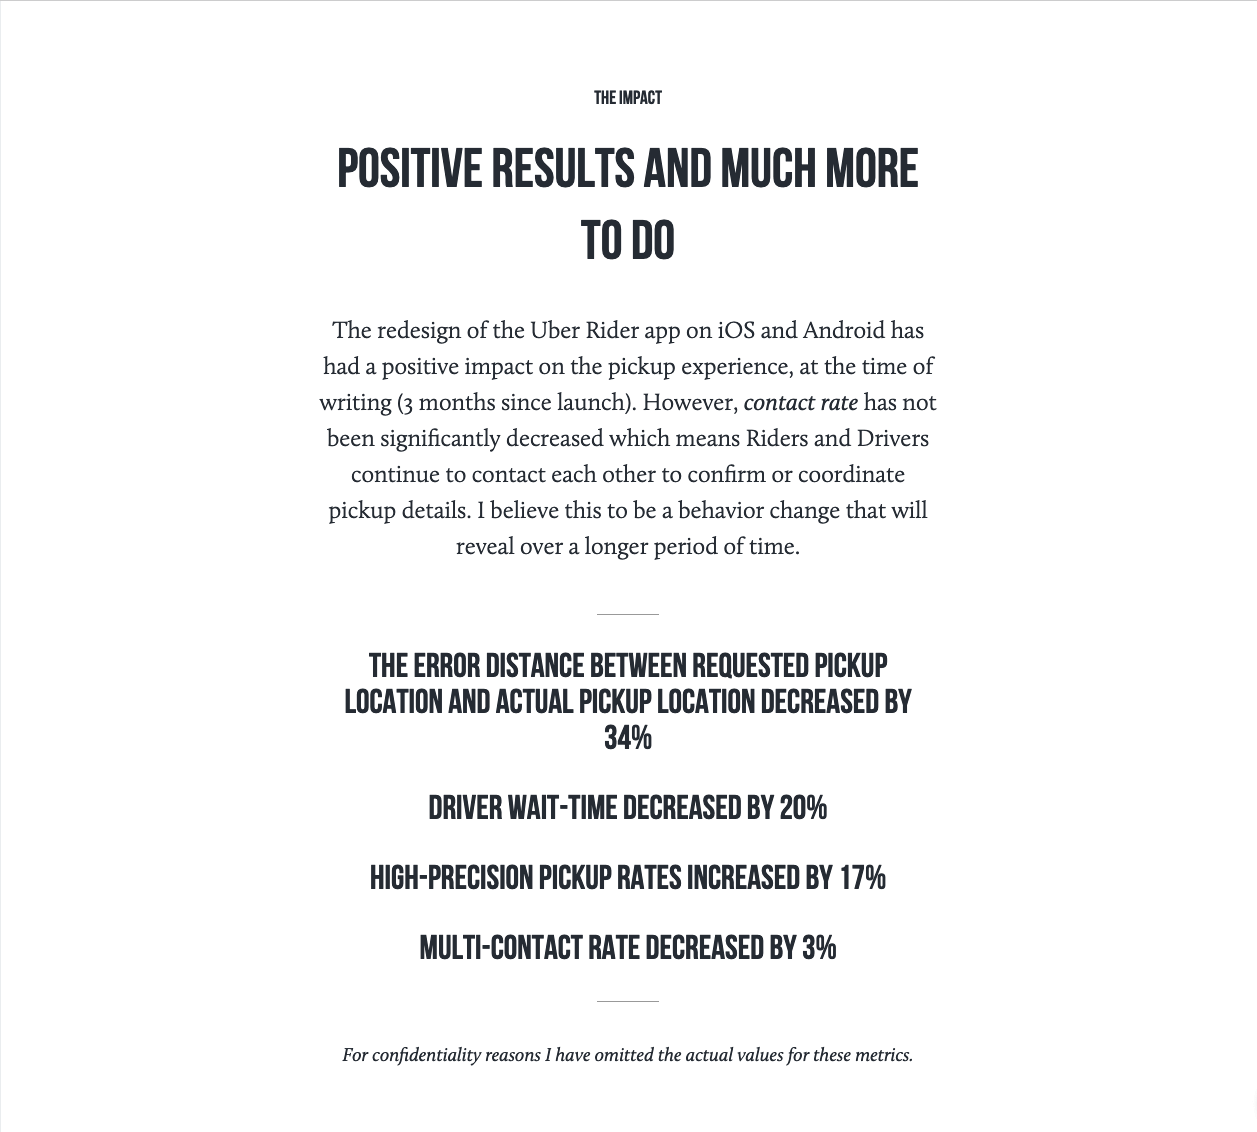 THE IMPACT
POSITIVE RESULTS AND MUCH MORE
TO DO
The redesign of the Uber Rider app on iOS and Android has
had a positive impact on the pickup experience, at the time of
writing (3 months since launch). However, contact rate has not
been significantly decreased which means Riders and Drivers
continue to contact each other to confirm or coordinate
pickup details. I believe this to be a behavior change that will
reveal over a longer period of time.
THE ERROR DISTANCE BETWEEN REQUESTED PICKUP
LOCATION AND ACTUAL PICKUP LOCATION DECREASED BY
34%
DRIVER WAIT-TIME DECREASED BY 20%
HIGH-PRECISION PICKUP RATES INCREASED BY 17%
MULTI-CONTACT RATE DECREASED BY 3%
For confidentiality reasons I have omitted the actual values for these metrics.